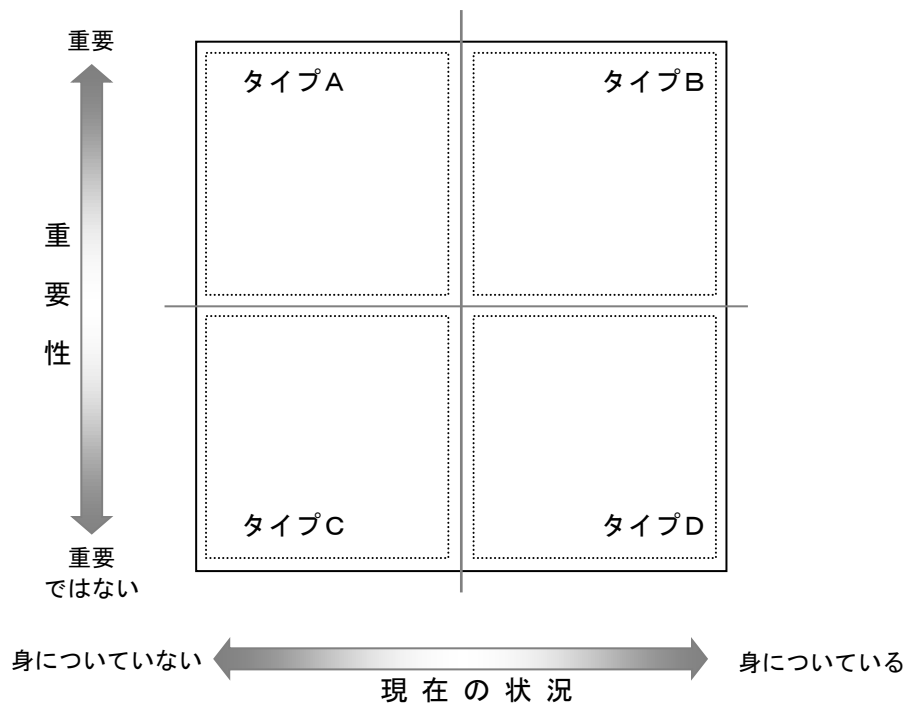 重要
タイプA
タイプB
重要性
タイプC
タイプD
重要
ではない
身についていない
身についている
現在の状況